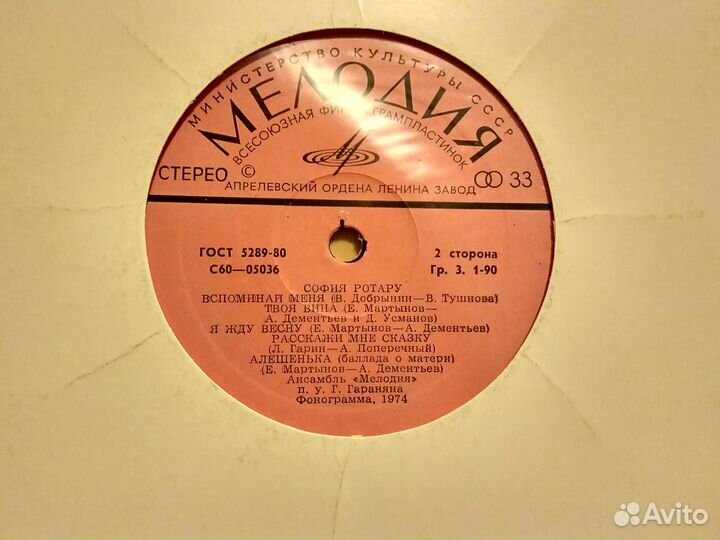 МИНИСТЕРСТВО КУЛЬТУРЫ СССР
МЕЛОДИЯ
ВСЕСОЮЗНАЯ ФИРМА ГРАМПЛАСТИНОК
СТЕРЕО © 33
АПРЕЛЕВСКИЙ ОРДЕНА ЛЕНИНА ЗАВОД
ГОСТ 5289-80 2 сторона
С60—05036 Гр. 3. 1-90
СОФИЯ РОТАРУ
ВСПОМИНАЙ МЕНЯ (В. Добрынин—В. Тушнова)
ТВОЯ ВИНА (Е. Мартынов—
А. Дементьев и Д. Усманов)
Я ЖДУ ВЕСНУ (Е. Мартынов—А. Дементьев)
РАССКАЖИ МНЕ СКАЗКУ
(Л. Гарин—А. Поперечный)
АЛЕШЕНЬКА (баллада о матери)
(Е. Мартынов—А. Дементьев)
Ансамбль «Мелодия»
п. у. Г. Гараняна
Фонограмма, 1974
Avito